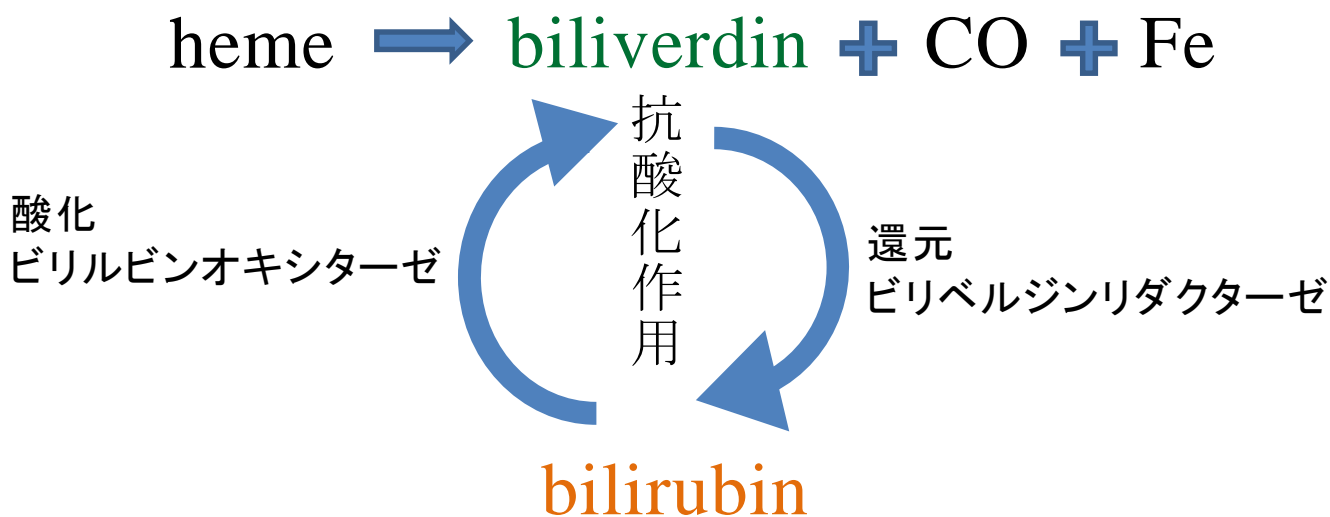 heme biliverdin + CO + Fe
抗酸化作用
酸化
ビリルビンオキシターゼ
還元
ビリベルジンリダクターゼ
bilirubin